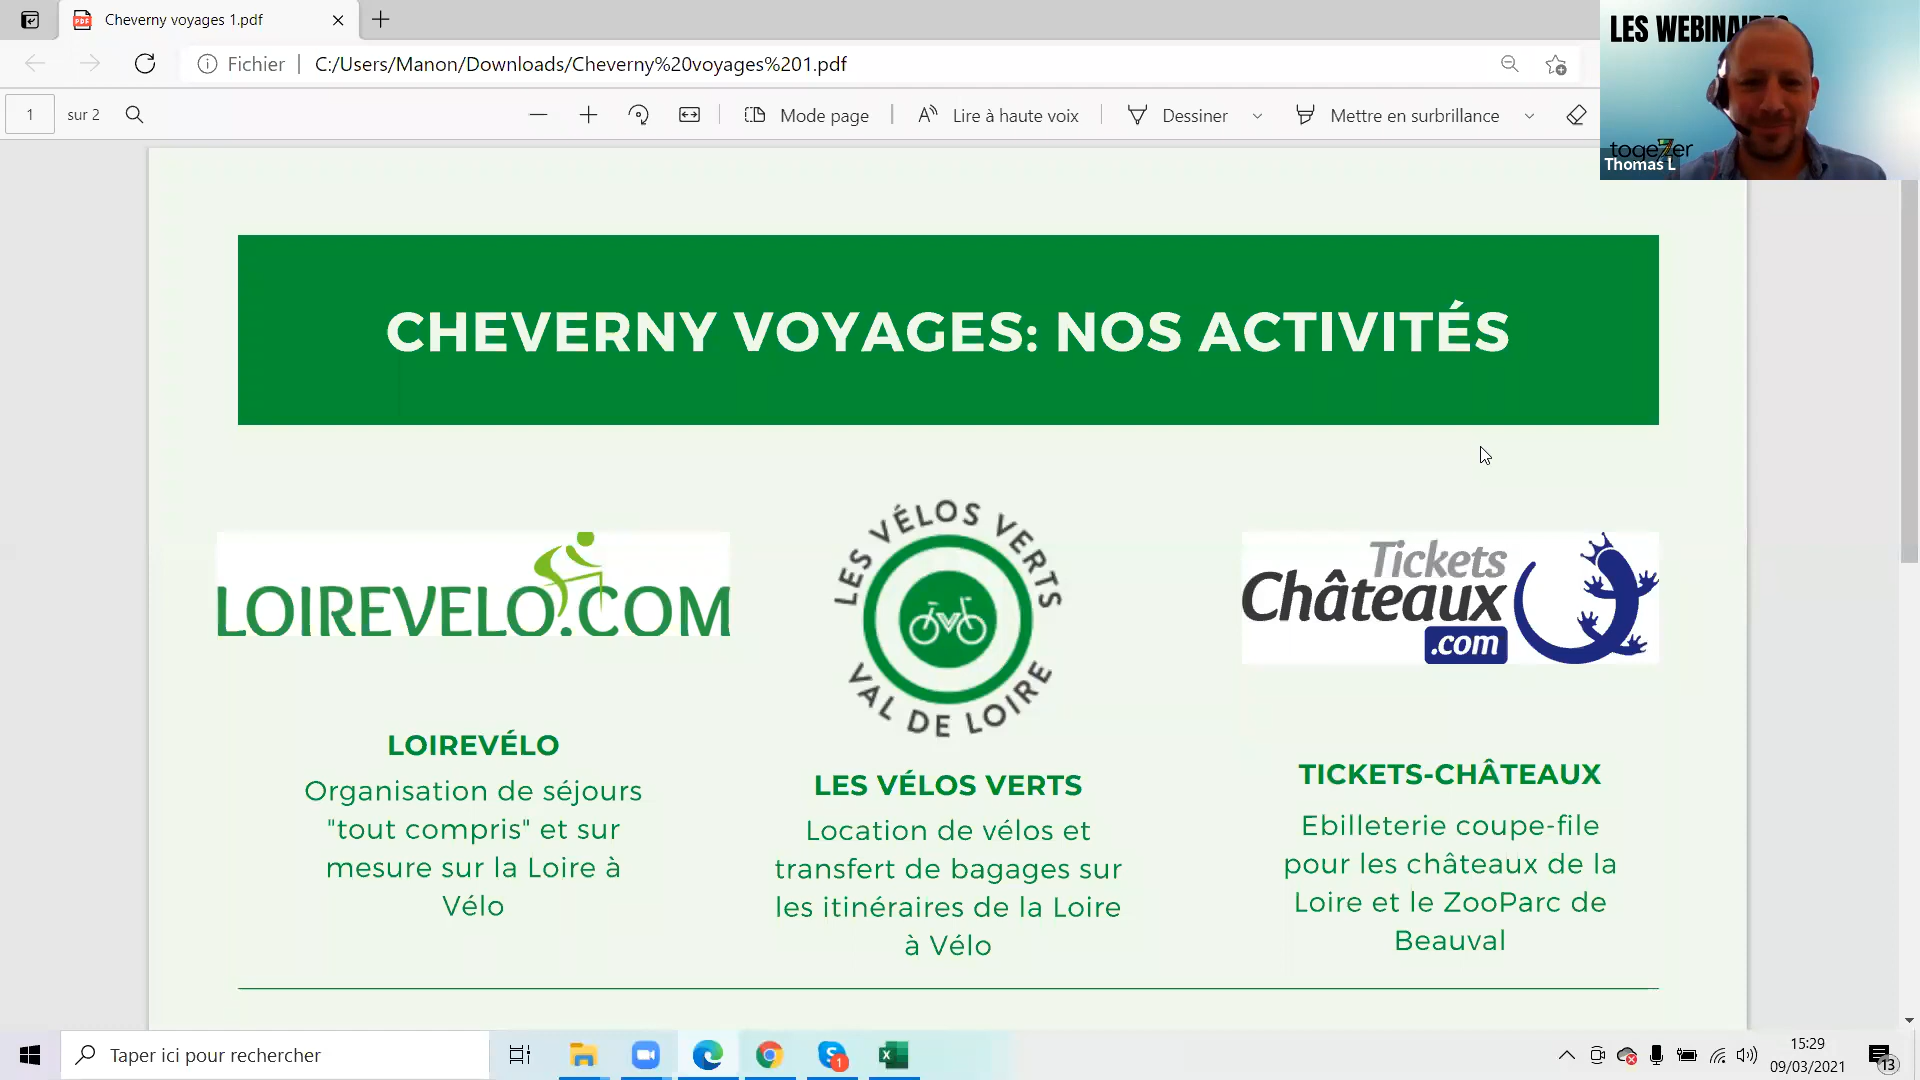 Cheverny voyages 1.pdf
Fichier
C:/Users/Manon/Downloads/Cheverny%20voyages%201.pdf
1
sur 2
Mode page
Lire à haute voix
Dessiner
Mettre en surbrillance
LES WEBINAIRES
togeZer
Thomas L
CHEVERNY VOYAGES: NOS ACTIVITÉS
LOIREVELO.COM
LES VÉLOS VERTS
VAL DE LOIRE
Tickets
Châteaux
.com
LOIREVÉLO
Organisation de séjours
"tout compris" et sur
mesure sur la Loire à
Vélo
LES VÉLOS VERTS
Location de vélos et
transfert de bagages sur
les itinéraires de la Loire
à Vélo
TICKETS-CHÂTEAUX
Ebilleterie coupe-file
pour les châteaux de la
Loire et le ZooParc de
Beauval
Taper ici pour rechercher
1
15:29
09/03/2021
13